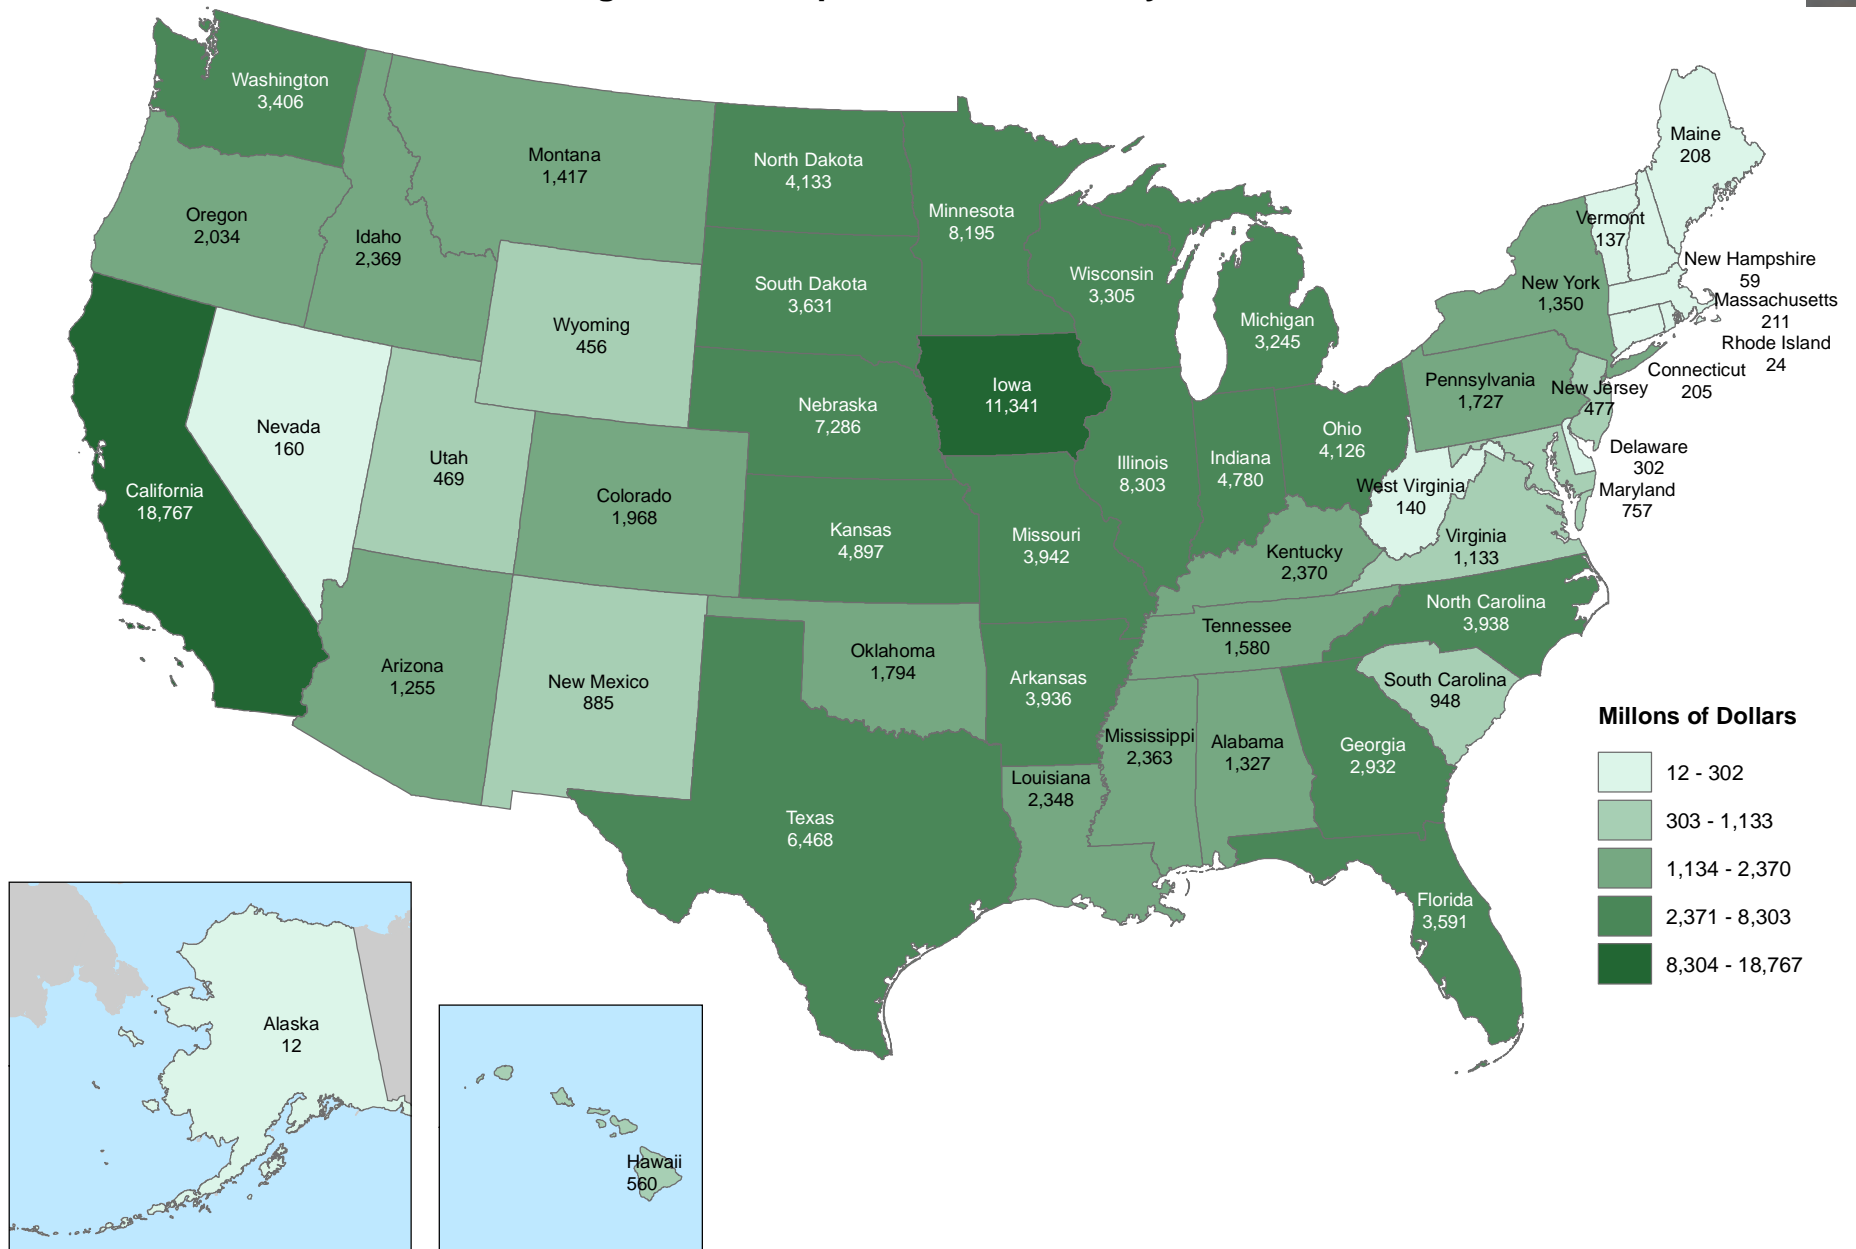 Washington
3,406
Oregon
2,034
Idaho
2,369
Montana
1,417
North Dakota
4,133
Minnesota
8,195
South Dakota
3,631
Wisconsin
3,305
Michigan
3,245
Wyoming
456
Nebraska
7,286
Iowa
11,341
Nevada
160
Utah
469
Colorado
1,968
California
18,767
Kansas
4,897
Missouri
3,942
Illinois
8,303
Indiana
4,780
Ohio
4,126
Kentucky
2,370
West Virginia
140
Virginia
1,133
Pennsylvania
1,727
New York
1,350
Maine
208
Vermont
137
New Hampshire
59
Massachusetts
211
Rhode Island
24
Connecticut
205
New Jersey
477
Delaware
302
Maryland
757
North Carolina
3,938
South Carolina
948
Tennessee
1,580
Arizona
1,255
New Mexico
885
Oklahoma
1,794
Arkansas
3,936
Mississippi
2,363
Alabama
1,327
Georgia
2,932
Louisiana
2,348
Texas
6,468
Florida
3,591
Alaska
12
Hawaii
560
Millons of Dollars
12 - 302
303 - 1,133
1,134 - 2,370
2,371 - 8,303
8,304 - 18,767